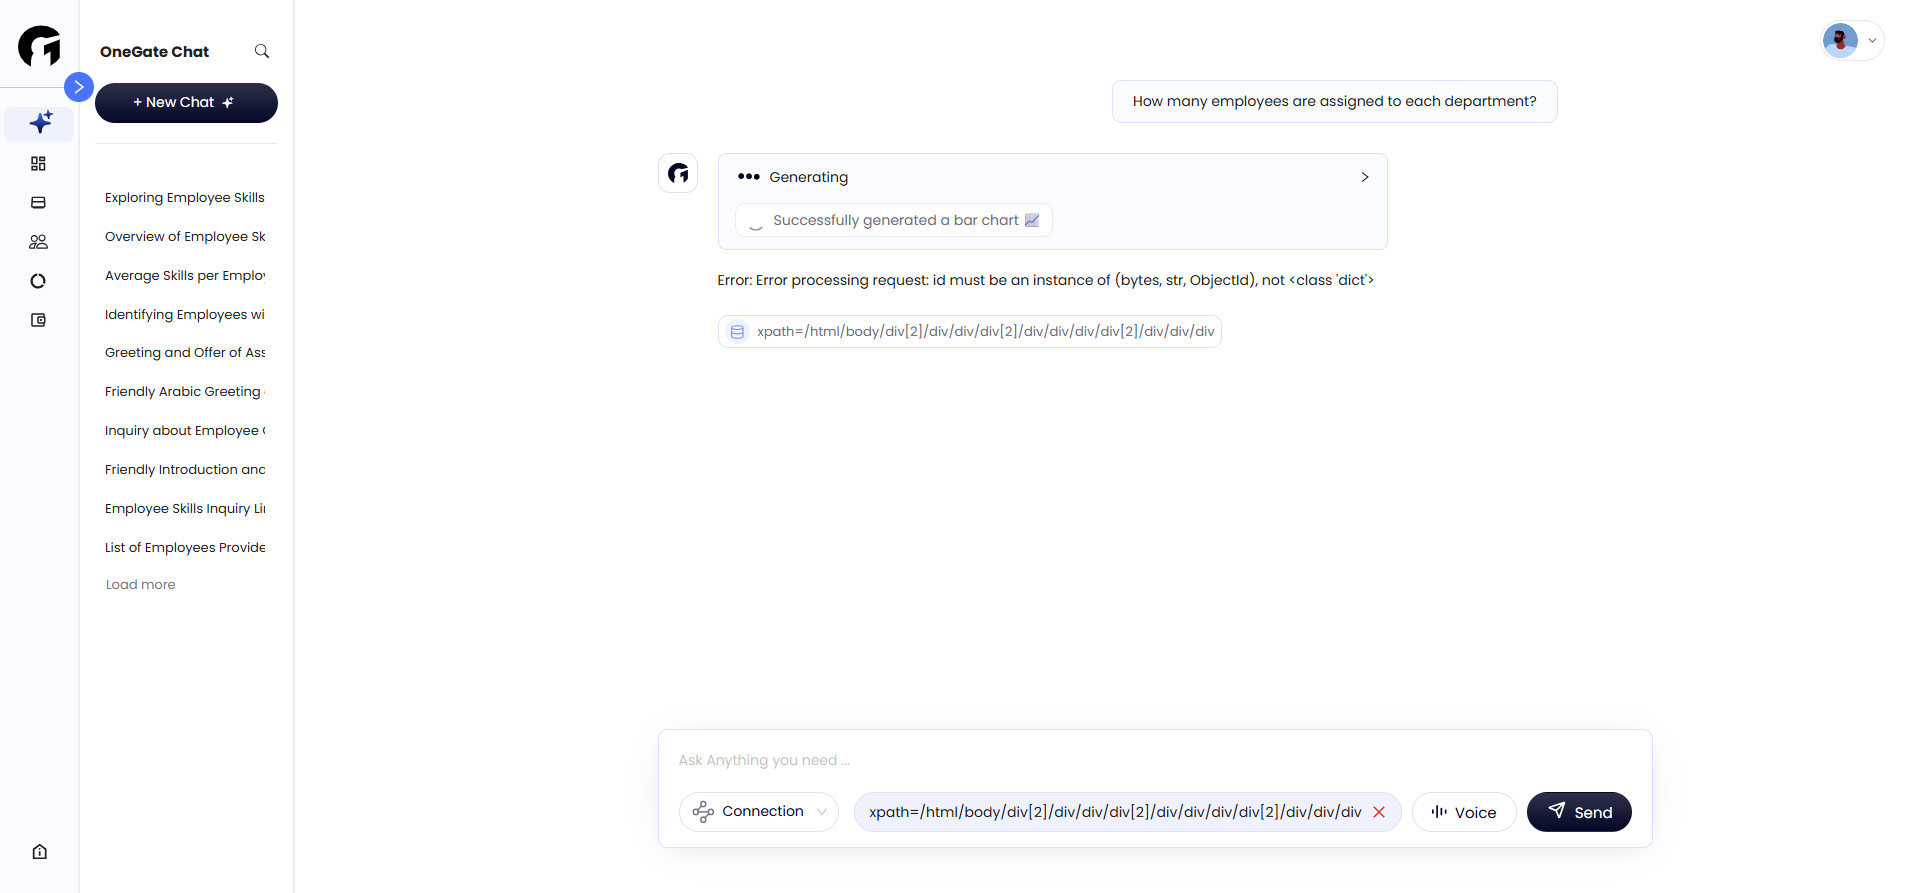 OneGate Chat
+ New Chat
Exploring Employee Skills
Overview of Employee Sk
Average Skills per Employ
Identifying Employees wi
Greeting and Offer of Ass
Friendly Arabic Greeting
Inquiry about Employee
Friendly Introduction and
Employee Skills Inquiry Lin
List of Employees Provide
Load more
How many employees are assigned to each department?
Generating
Successfully generated a bar chart
Error: Error processing request: id must be an instance of (bytes, str, ObjectId), not <class 'dict'>
xpath=/html/body/div[2]/div/div/div[2]/div/div/div/div[2]/div/div/div
Ask Anything you need ...
Connection
xpath=/html/body/div[2]/div/div/div[2]/div/div/div/div[2]/div/div/div
Voice
Send